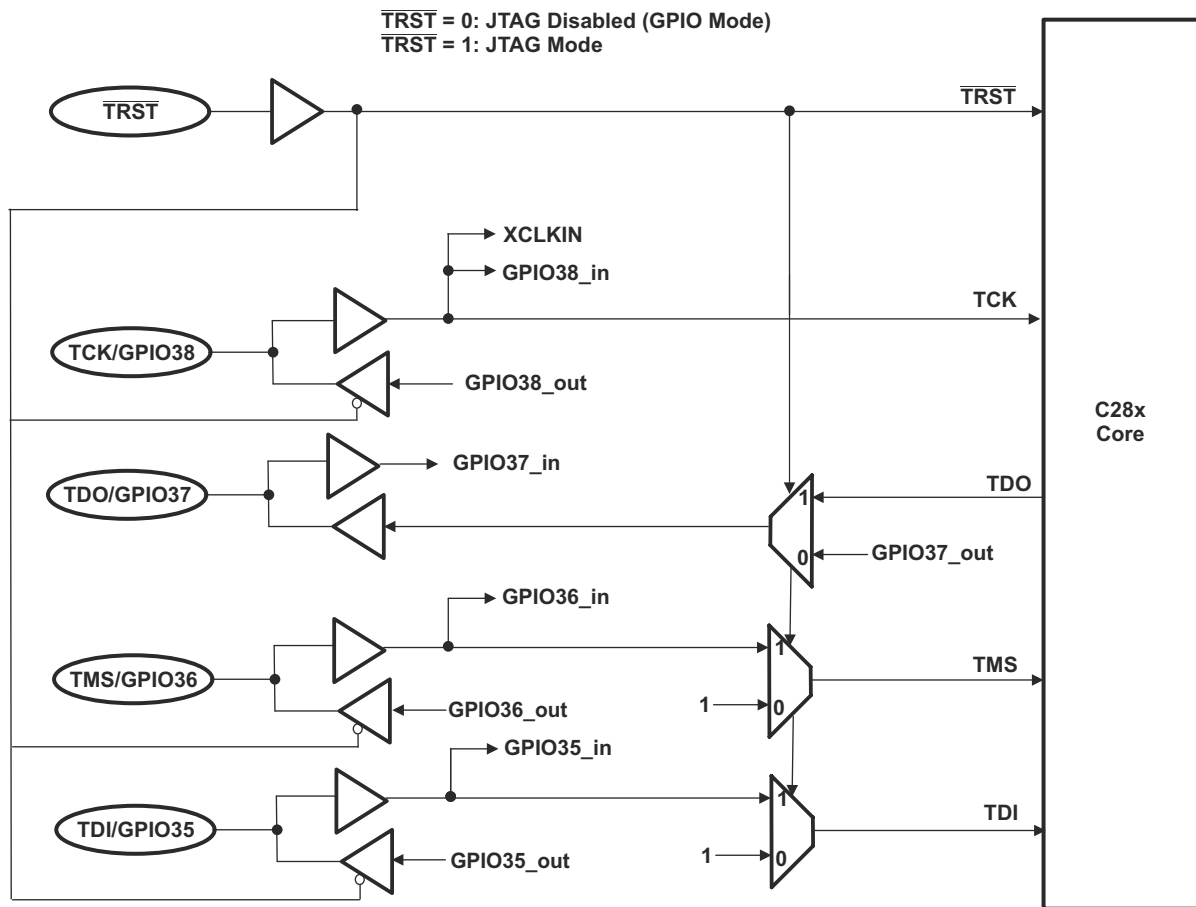 TRST = 0: JTAG Disabled (GPIO Mode)
TRST = 1: JTAG Mode
TRST
TRST
XCLKIN
GPIO38_in
TCK
TCK/GPIO38
GPIO38_out
C28x
Core
GPIO37_in
TDO/GPIO37
1
TDO
0
GPIO37_out
GPIO36_in
1
TMS/GPIO36
TMS
GPIO36_out
1
0
GPIO35_in
1
TDI/GPIO35
TDI
GPIO35_out
1
0